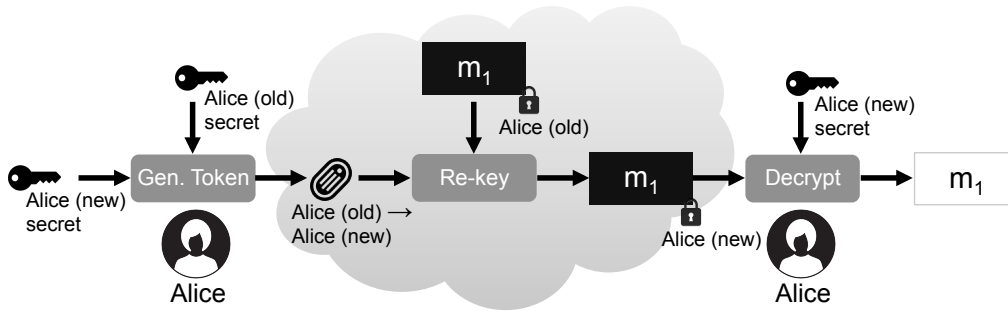 Alice (new)
secret
Alice (old)
secret
Gen. Token
Alice
Alice (old) →
Alice (new)
m₁
Alice (old)
Re-key
m₁
Alice (new)
Alice (new)
secret
Decrypt
Alice
m₁